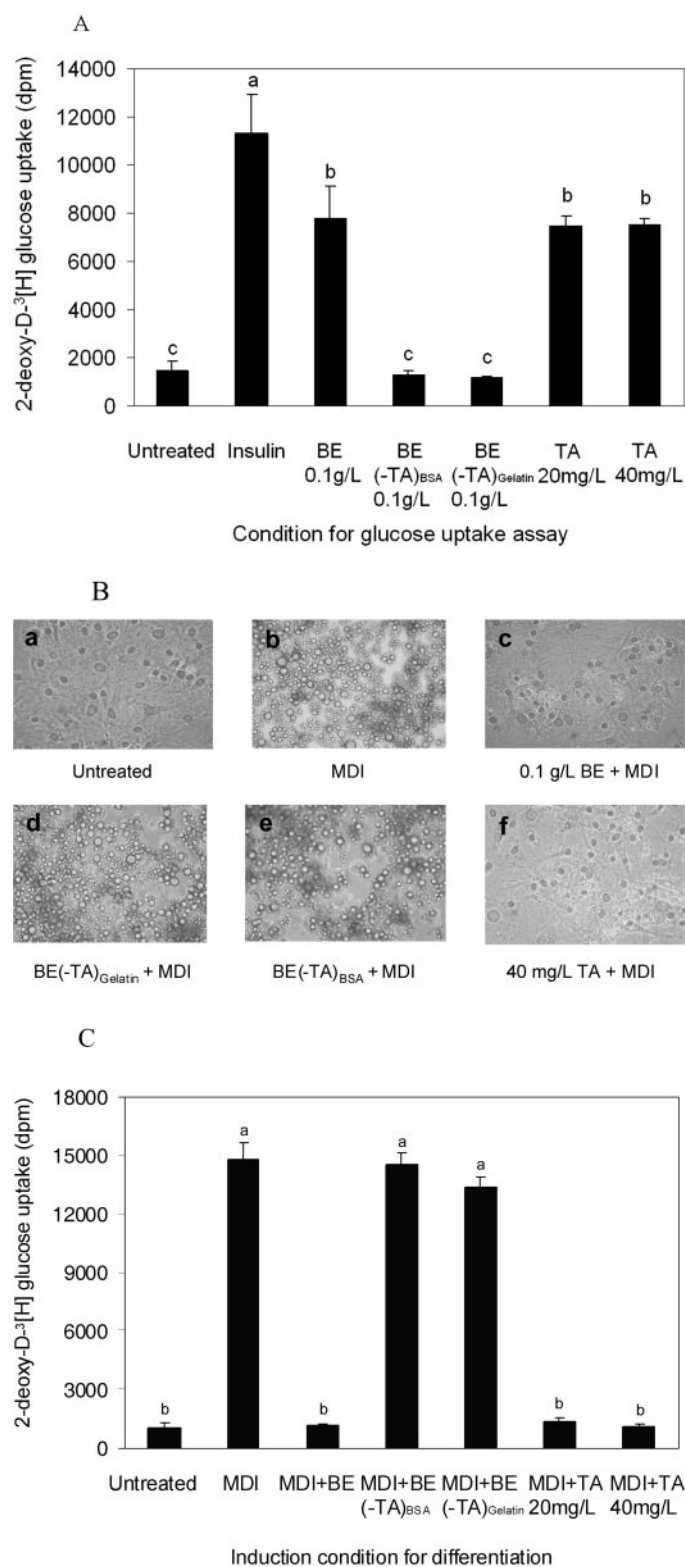 A
2-deoxy-D-³[H] glucose uptake (dpm)
14000
12000
10000
8000
6000
4000
2000
0
a
b
c
c
c
b
b
Untreated Insulin BE BE BE TA TA
0.1g/L (-TA)BSA (-TA)Gelatin 20mg/L 40mg/L
0.1g/L 0.1g/L
Condition for glucose uptake assay
B
a b c
Untreated MDI 0.1 g/L BE + MDI
d e f
BE(-TA)Gelatin + MDI BE(-TA)BSA + MDI 40 mg/L TA + MDI
C
2-deoxy-D-³[H] glucose uptake (dpm)
18000
15000
12000
9000
6000
3000
0
a
a
a
b
b
b
b
Untreated MDI MDI+BE MDI+BE MDI+BE MDI+TA MDI+TA
(-TA)BSA (-TA)Gelatin 20mg/L 40mg/L
Induction condition for differentiation